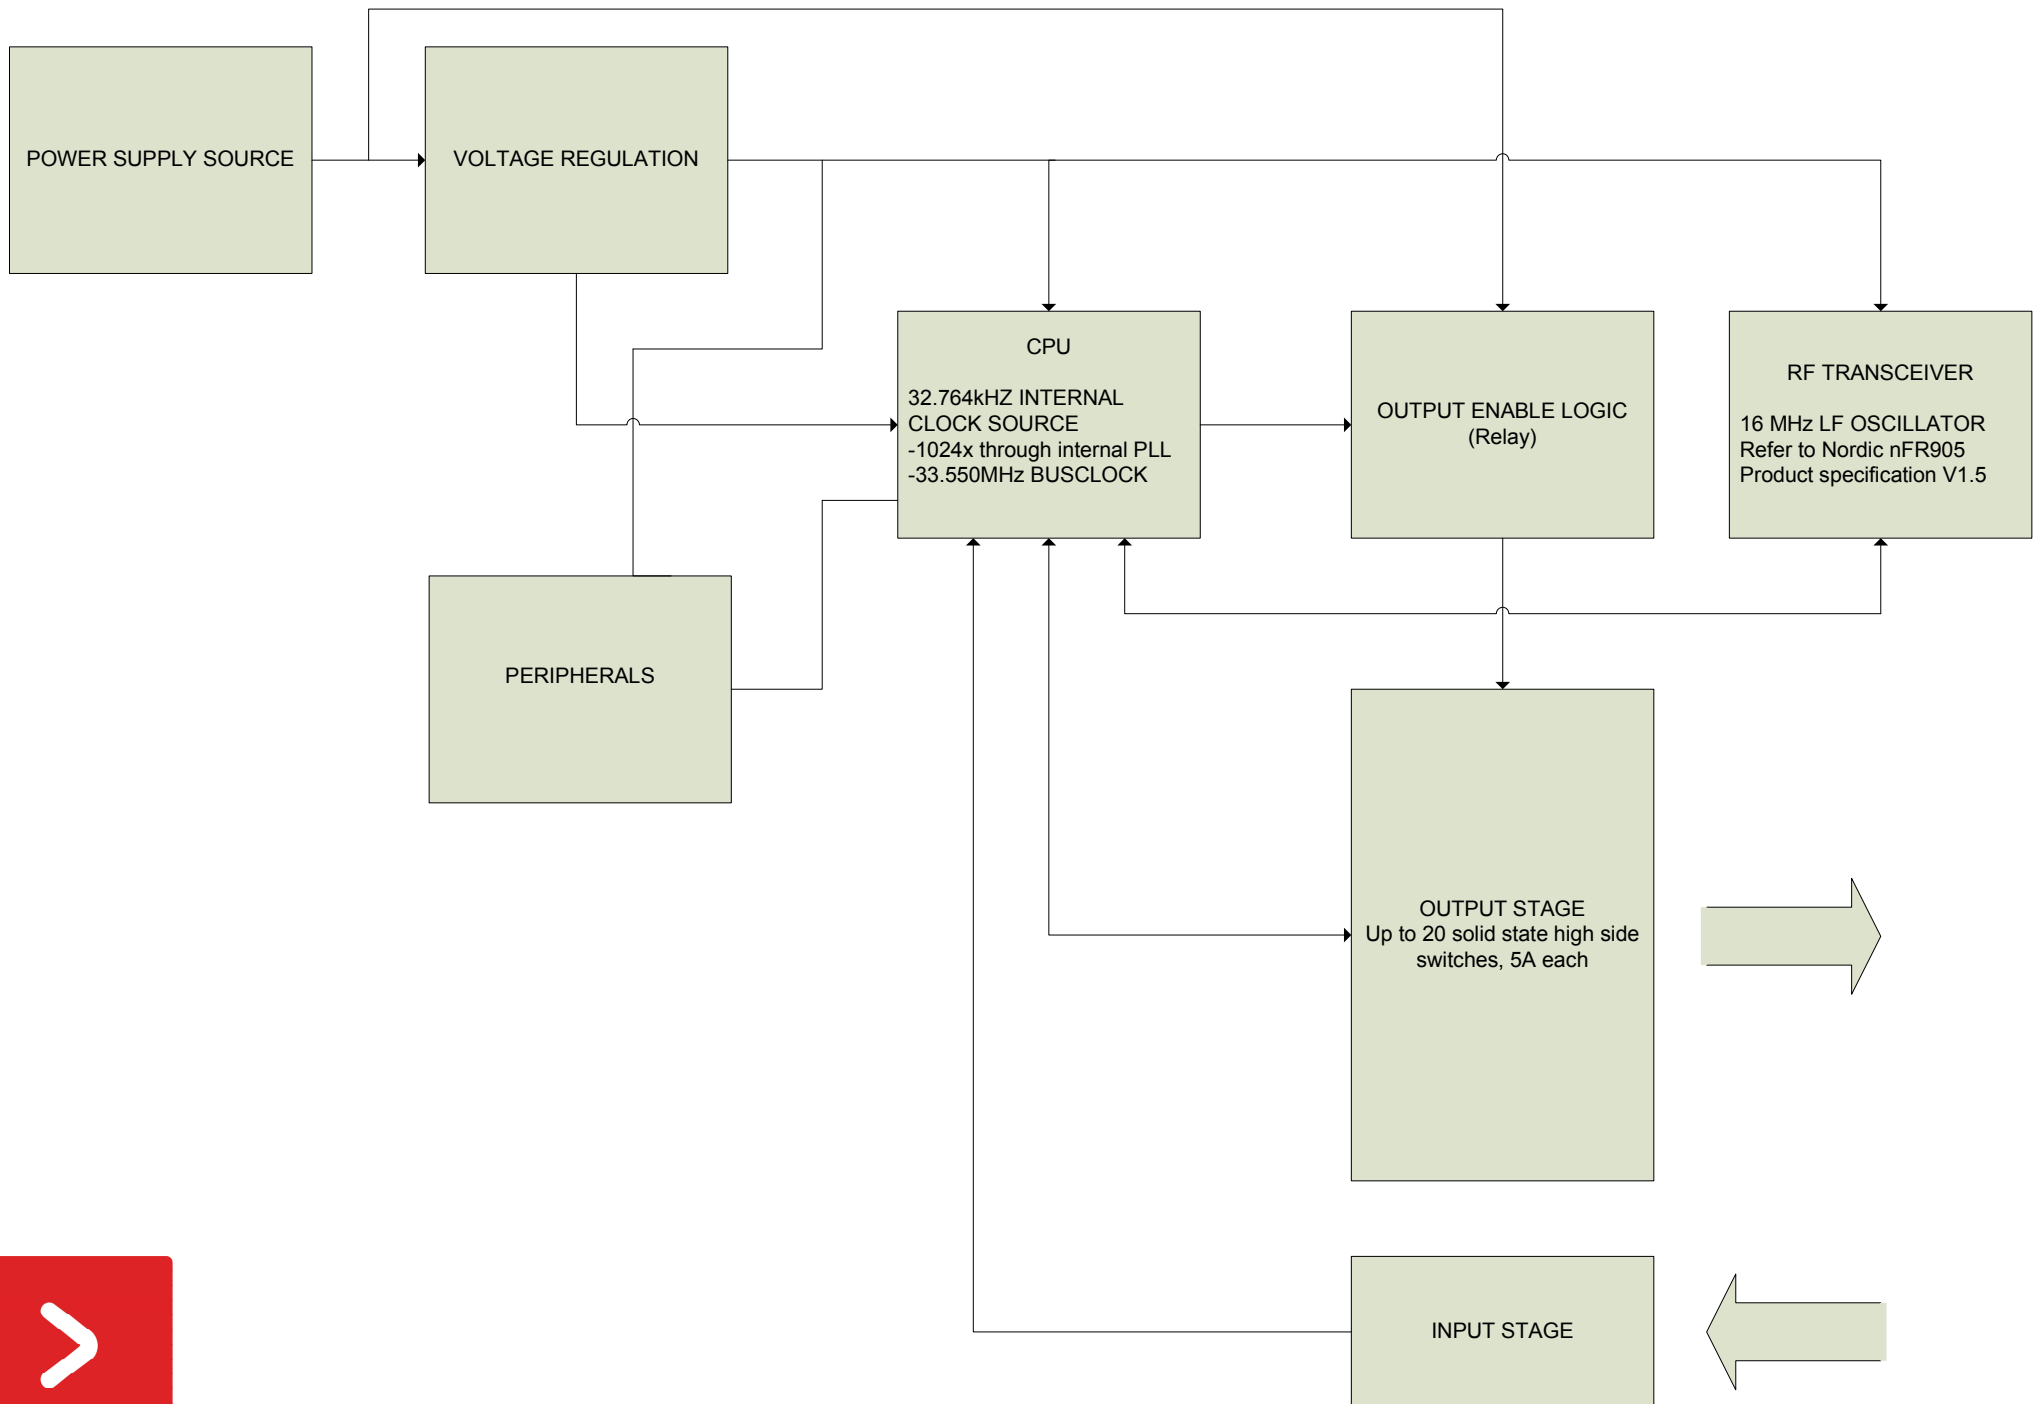 POWER SUPPLY SOURCE
VOLTAGE REGULATION
CPU
32.764kHZ INTERNAL
CLOCK SOURCE
-1024x through internal PLL
-33.550MHz BUSCLOCK
OUTPUT ENABLE LOGIC
(Relay)
RF TRANSCEIVER
16 MHz LF OSCILLATOR
Refer to Nordic nFR905
Product specification V1.5
PERIPHERALS
OUTPUT STAGE
Up to 20 solid state high side
switches, 5A each
INPUT STAGE